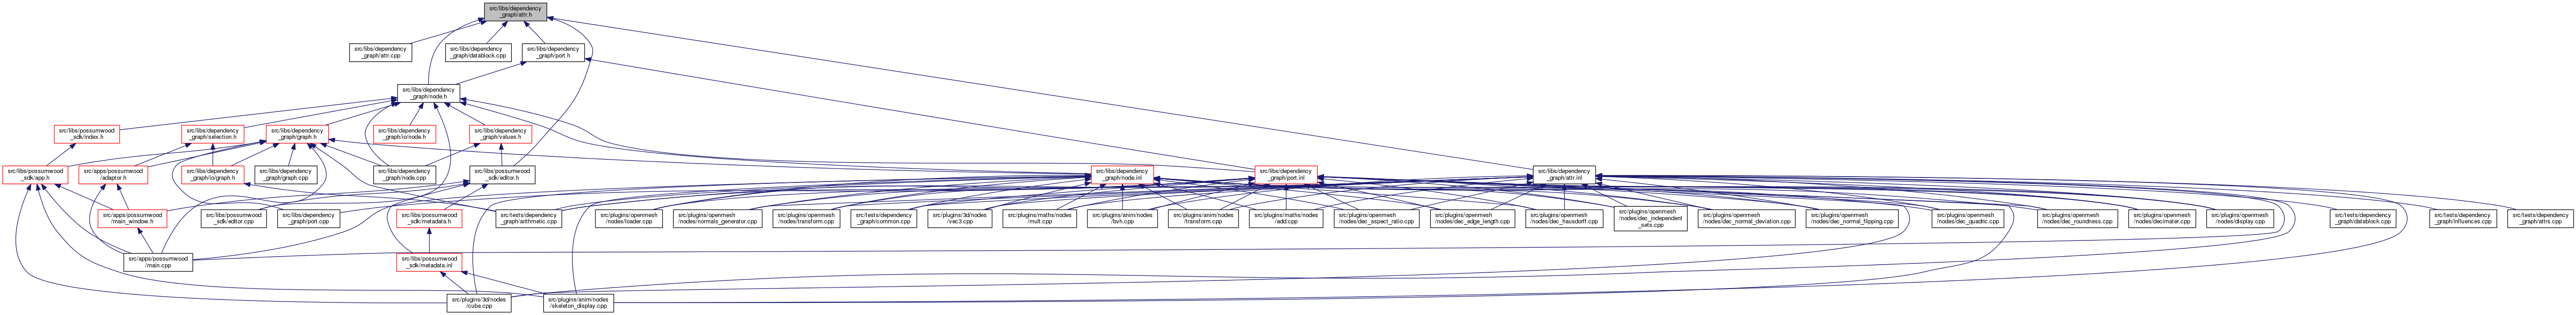 src/libs/dependency
_graph/attr.h
src/libs/dependency
_graph/attr.cpp
src/libs/dependency
_graph/datablock.cpp
src/libs/dependency
_graph/port.h
src/libs/dependency
_graph/node.h
src/libs/possumwood
_sdk/index.h
src/libs/dependency
_graph/selection.h
src/libs/dependency
_graph/graph.h
src/libs/dependency
_graph/io/node.h
src/libs/dependency
_graph/values.h
src/libs/possumwood
_sdk/app.h
src/apps/possumwood
/adaptor.h
src/libs/dependency
_graph/io/graph.h
src/libs/dependency
_graph/graph.cpp
src/libs/dependency
_graph/node.cpp
src/libs/possumwood
_sdk/editor.h
src/libs/dependency
_graph/node.inl
src/libs/dependency
_graph/port.inl
src/libs/dependency
_graph/attr.inl
src/apps/possumwood
/main_window.h
src/libs/possumwood
_sdk/editor.cpp
src/libs/dependency
_graph/port.cpp
src/libs/possumwood
_sdk/metadata.h
src/tests/dependency
_graph/arithmetic.cpp
src/plugins/openmesh
/nodes/loader.cpp
src/plugins/openmesh
/nodes/normals_generator.cpp
src/plugins/openmesh
/nodes/transform.cpp
src/tests/dependency
_graph/common.cpp
src/plugins/3d/nodes
/vec3.cpp
src/plugins/maths/nodes
/mult.cpp
src/plugins/anim/nodes
/bvh.cpp
src/plugins/anim/nodes
/transform.cpp
src/plugins/maths/nodes
/add.cpp
src/plugins/openmesh
/nodes/dec_aspect_ratio.cpp
src/plugins/openmesh
/nodes/dec_edge_length.cpp
src/plugins/openmesh
/nodes/dec_hausdorff.cpp
src/plugins/openmesh
/nodes/dec_independent
_sets.cpp
src/plugins/openmesh
/nodes/dec_normal_deviation.cpp
src/plugins/openmesh
/nodes/dec_normal_flipping.cpp
src/plugins/openmesh
/nodes/dec_quadric.cpp
src/plugins/openmesh
/nodes/dec_roundness.cpp
src/plugins/openmesh
/nodes/decimater.cpp
src/plugins/openmesh
/nodes/display.cpp
src/tests/dependency
_graph/datablock.cpp
src/tests/dependency
_graph/influences.cpp
src/tests/dependency
_graph/attrs.cpp
src/apps/possumwood
/main.cpp
src/libs/possumwood
_sdk/metadata.inl
src/plugins/3d/nodes
/cube.cpp
src/plugins/anim/nodes
/skeleton_display.cpp